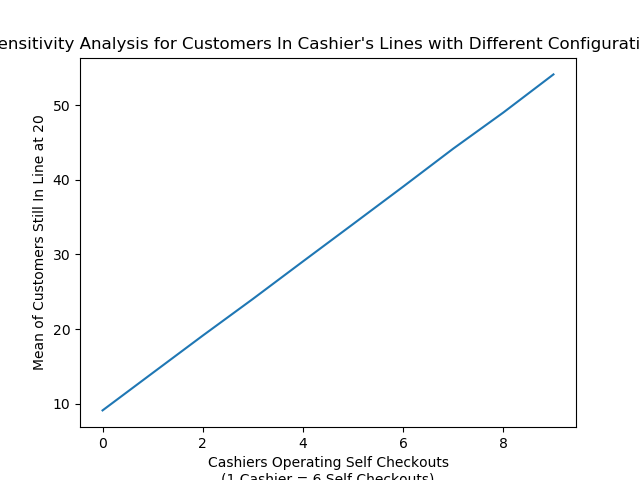 ensitivity Analysis for Customers In Cashier's Lines with Different Configurati
Mean of Customers Still In Line at 20
50
40
30
20
10
0 2 4 6 8
Cashiers Operating Self Checkouts
(1 Cashier = 6 Self Checkouts)